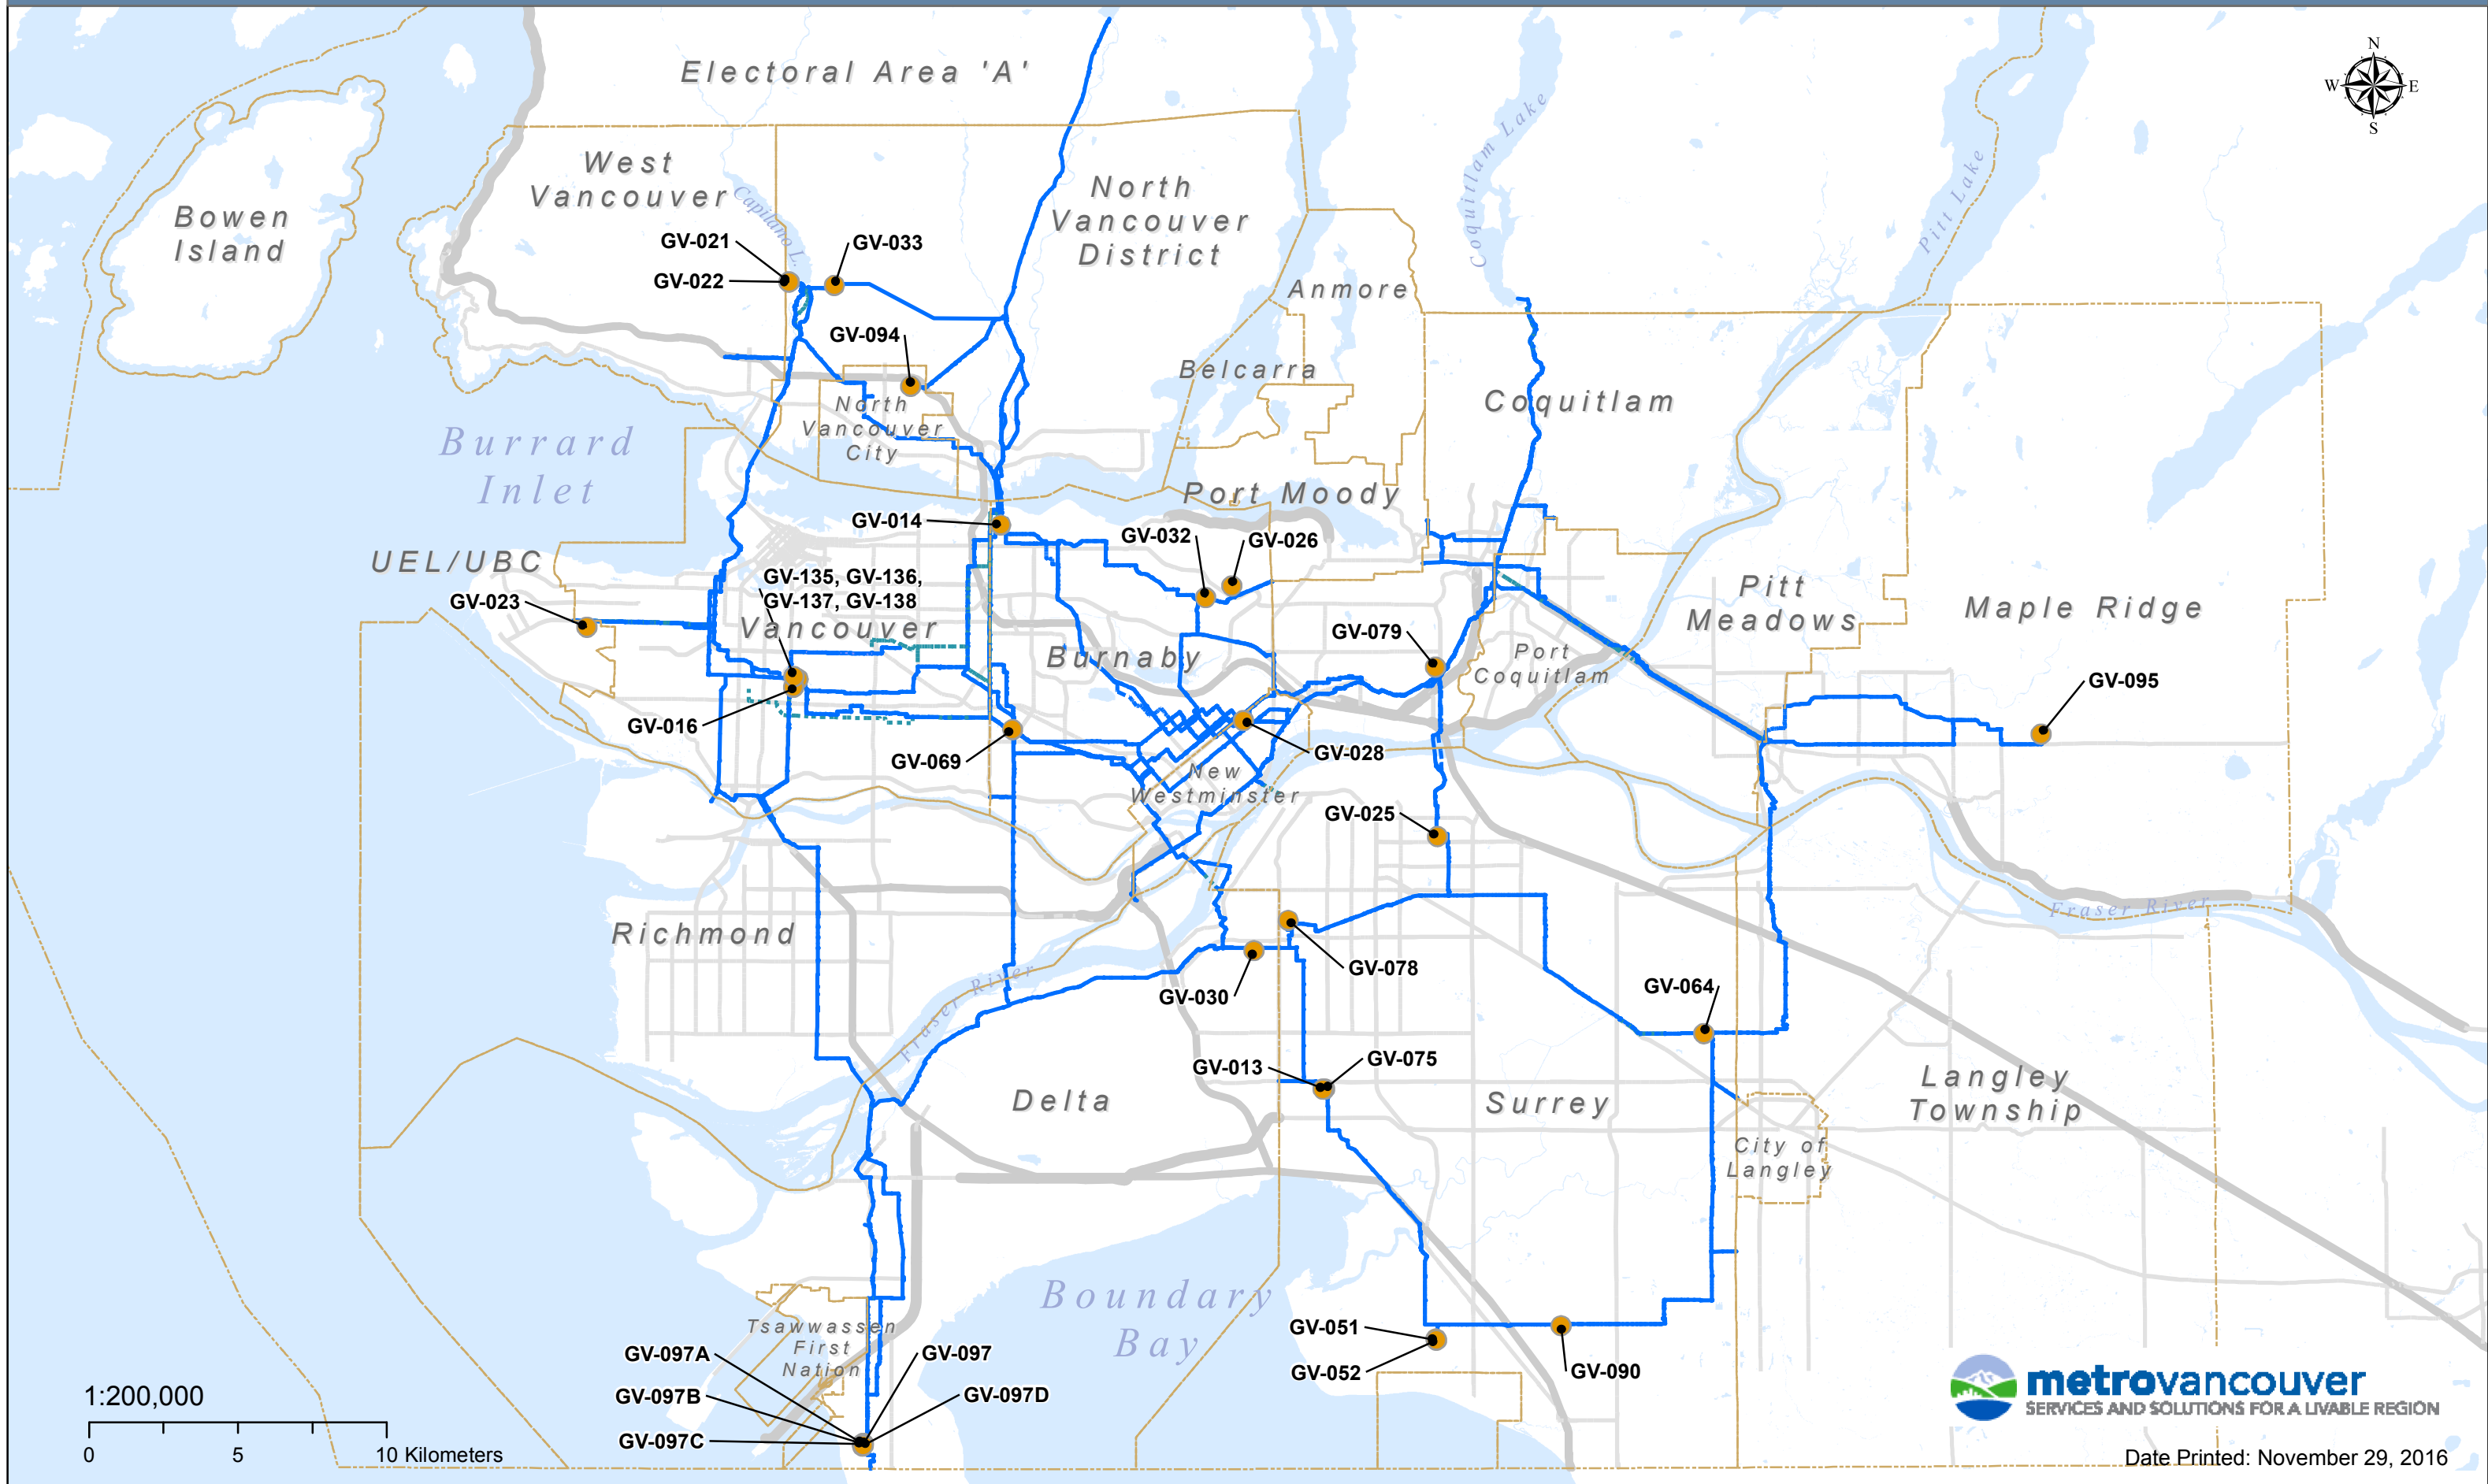 N
W E
S
Electoral Area 'A'
Coquitlam Lake
Pitt Lake
West
Vancouver
Capilano L.
North
Vancouver
District
Bowen
Island
GV-021
GV-033
GV-022
Anmore
GV-094
Belcarra
Coquitlam
North
Vancouver
City
Burrard
Inlet
Port Moody
GV-014
GV-032
GV-026
UEL/UBC
GV-135, GV-136,
GV-137, GV-138
GV-023
Vancouver
Pitt
Meadows
Maple Ridge
GV-079
Burnaby
Port
Coquitlam
GV-095
GV-016
GV-069
GV-028
New
Westminster
GV-025
Fraser River
Richmond
GV-078
GV-030
GV-064
Fraser River
GV-013
GV-075
Delta
Surrey
Langley
Township
City of
Langley
Boundary
Bay
Tsawwassen
First
Nation
GV-051
GV-052
GV-090
GV-097A
GV-097
GV-097B
GV-097D
GV-097C
1:200,000
0 5 10 Kilometers
metrovancouver
SERVICES AND SOLUTIONS FOR A LIVABLE REGION
Date Printed: November 29, 2016